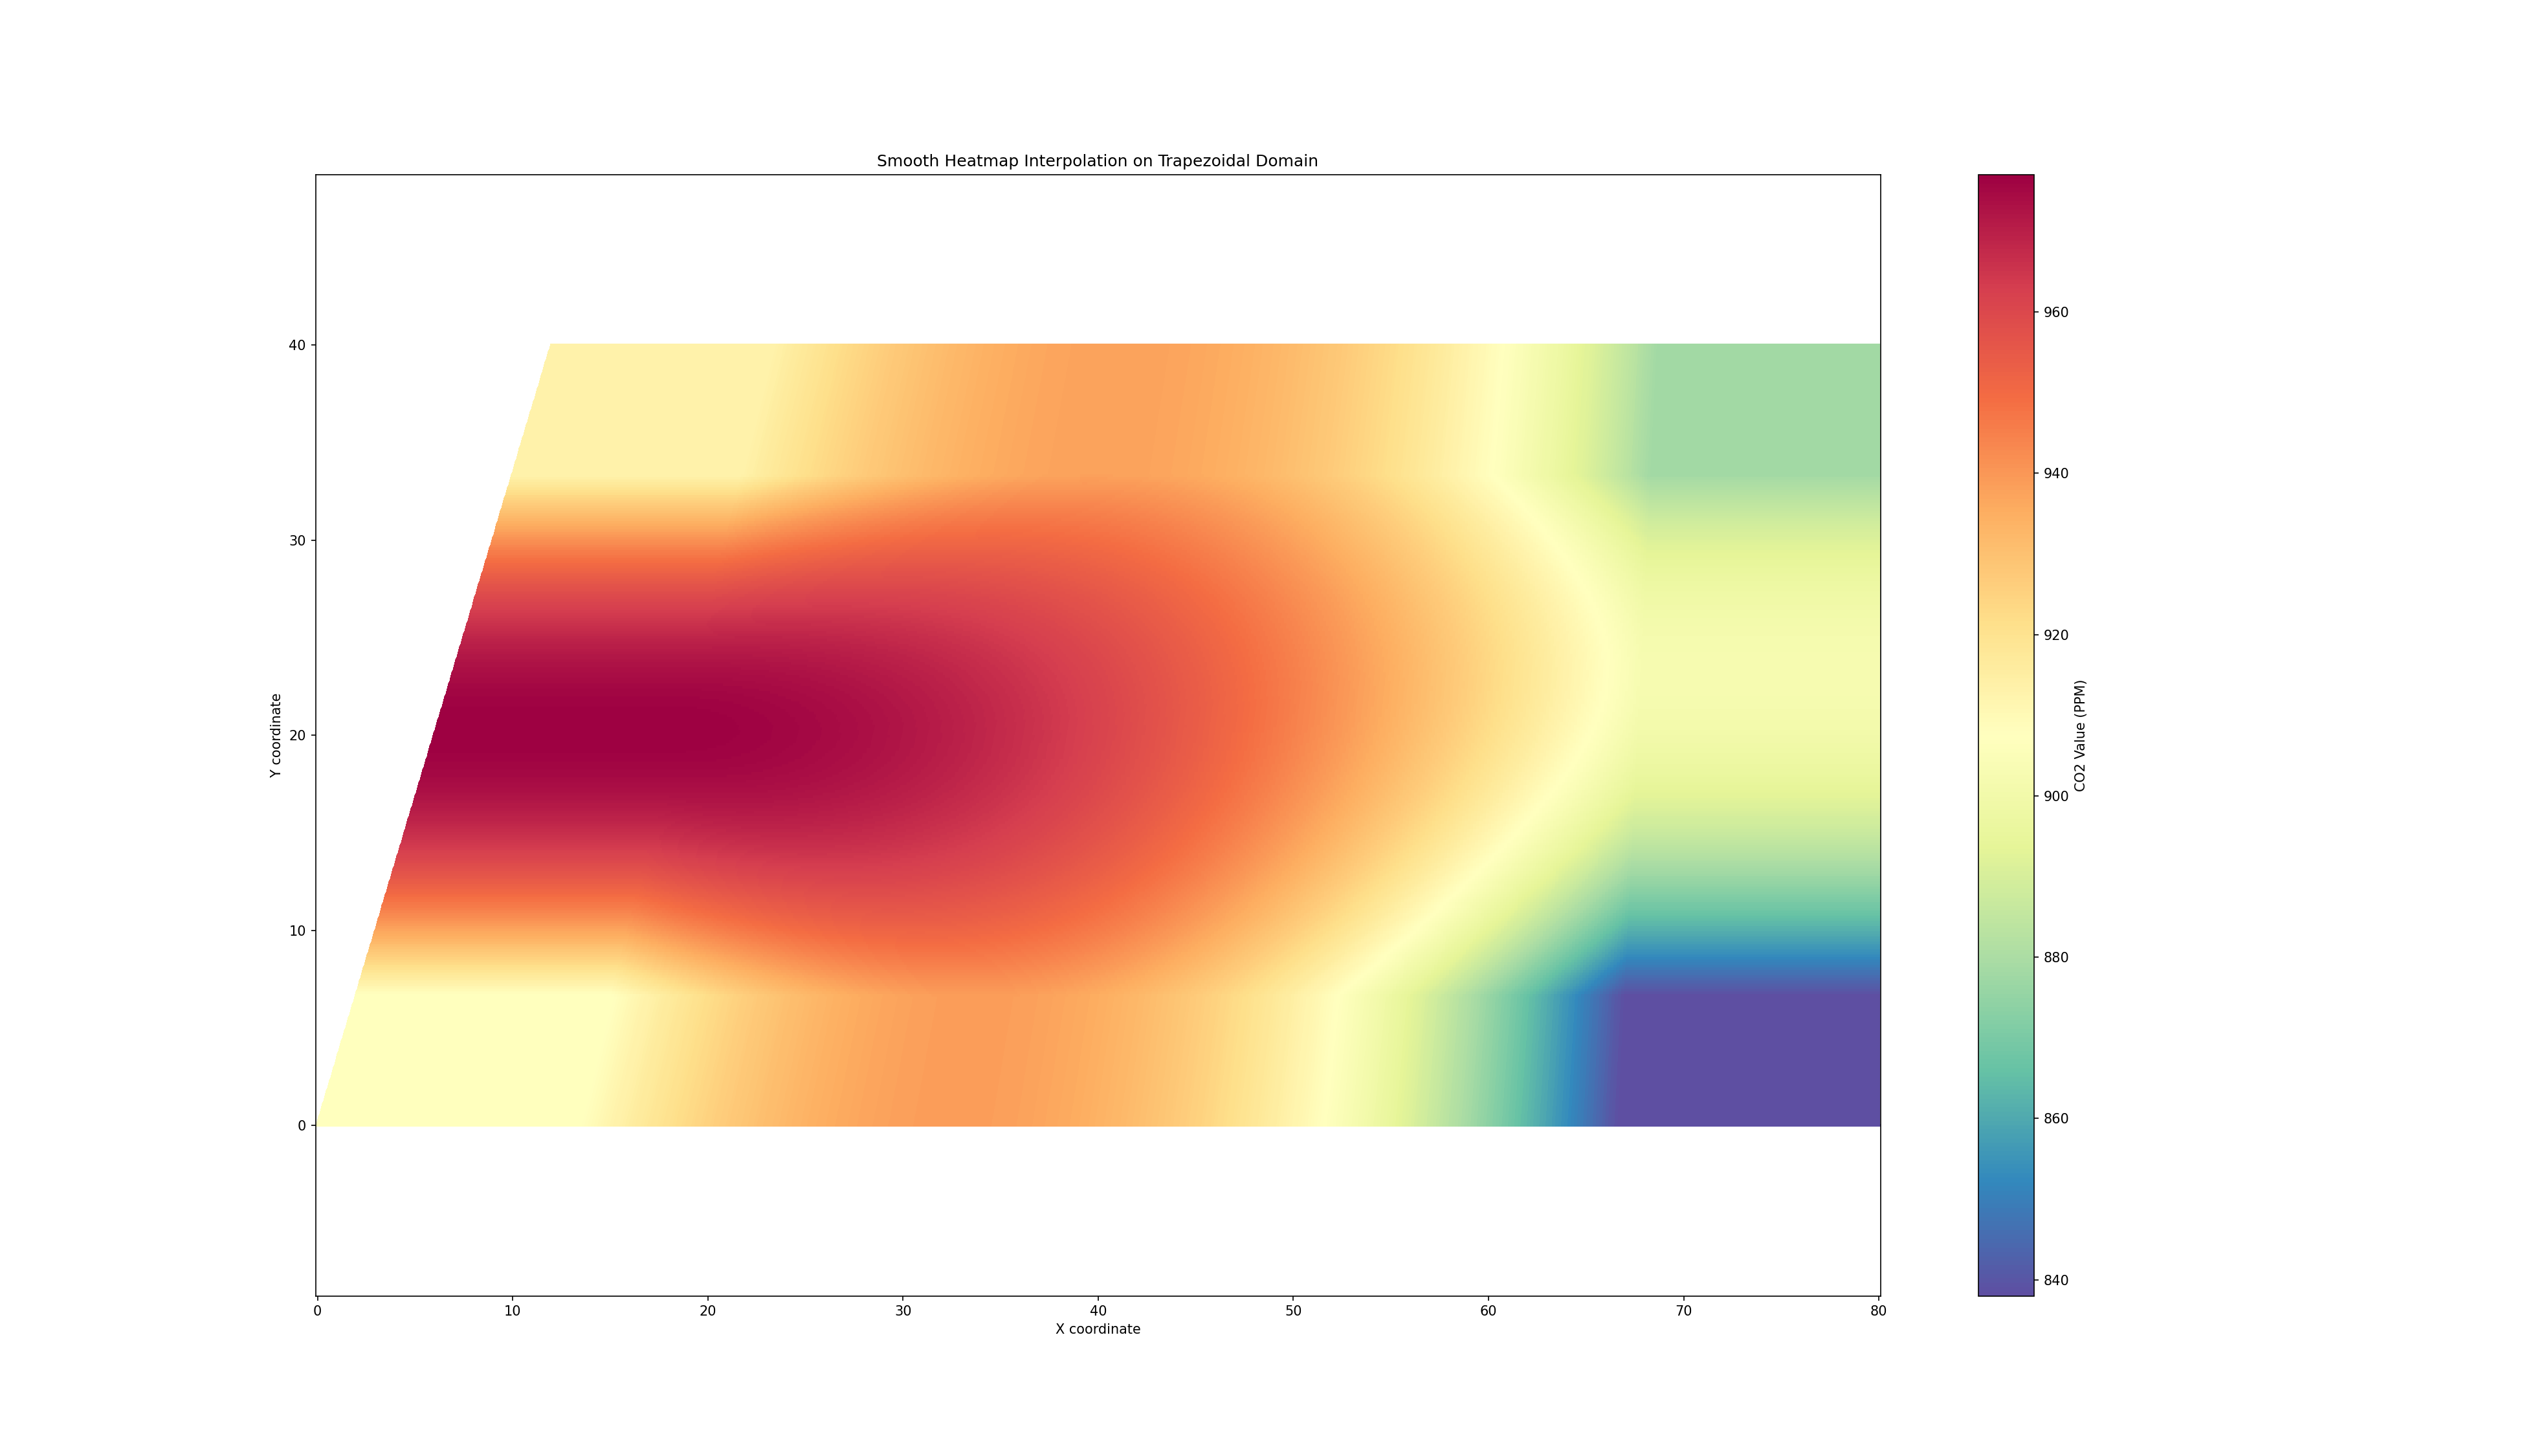 Smooth Heatmap Interpolation on Trapezoidal Domain
40
30
20
10
0
Y coordinate
0 10 20 30 40 50 60 70 80
X coordinate
960
940
920
900
880
860
840
CO2 Value (PPM)